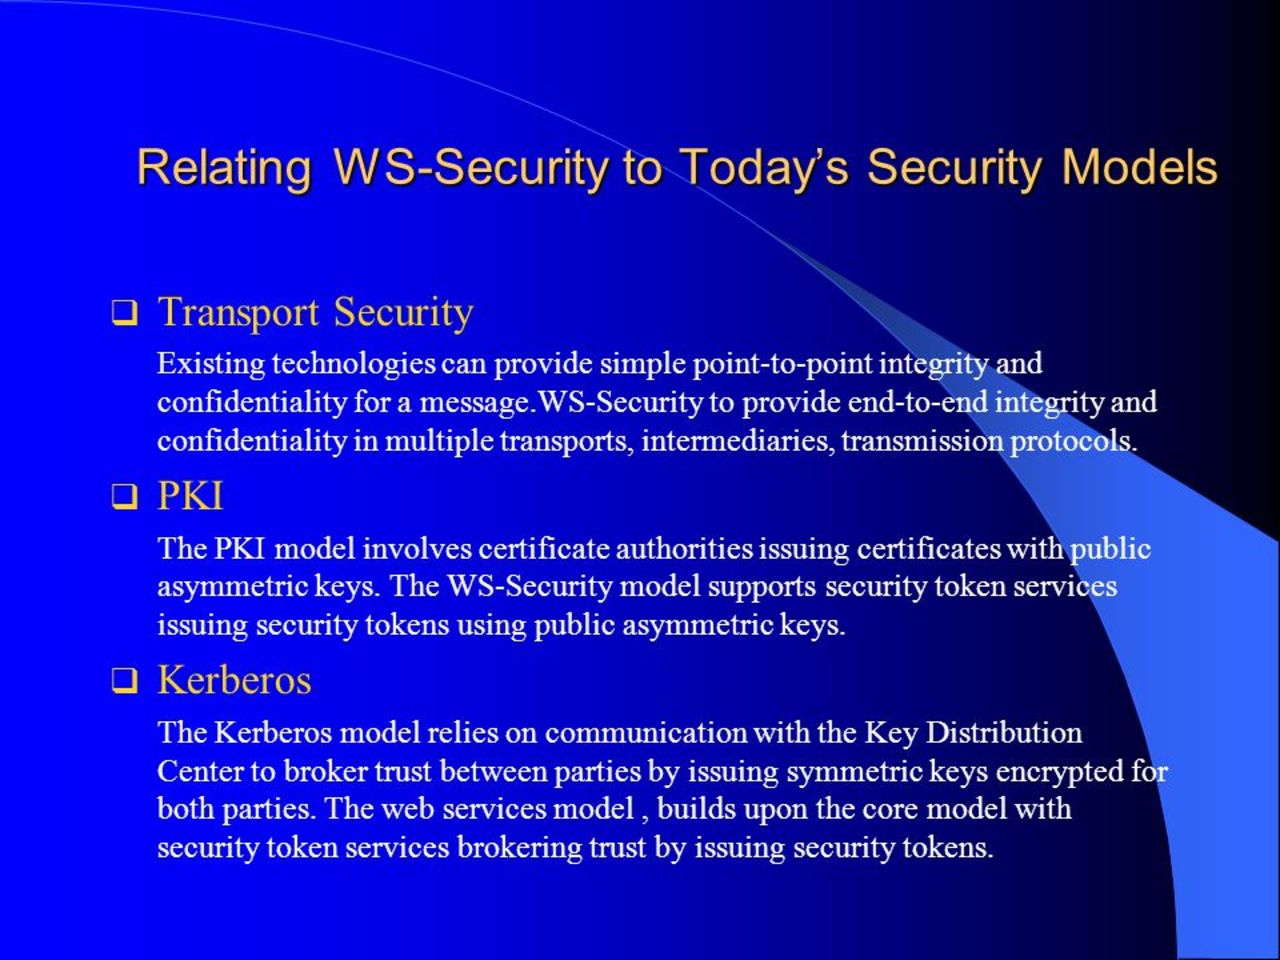 Relating WS-Security to Today’s Security Models
Transport Security
Existing technologies can provide simple point-to-point integrity and
confidentiality for a message.WS-Security to provide end-to-end integrity and
confidentiality in multiple transports, intermediaries, transmission protocols.
PKI
The PKI model involves certificate authorities issuing certificates with public
asymmetric keys. The WS-Security model supports security token services
issuing security tokens using public asymmetric keys.
Kerberos
The Kerberos model relies on communication with the Key Distribution
Center to broker trust between parties by issuing symmetric keys encrypted for
both parties. The web services model , builds upon the core model with
security token services brokering trust by issuing security tokens.